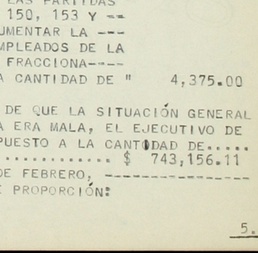 LAS PARTIDAS
150, 153 Y --
UMENTAR LA ---
MPLEADOS DE LA
FRACCIONA----
A CANTIDAD DE " 4,375.00
DE QUE LA SITUACIÓN GENERAL
A ERA MALA, EL EJECUTIVO DE
PUESTO A LA CANTIDAD DE.....
............ $ 743,156.11
DE FEBRERO, ---------------
E PROPORCIÓN:
5.